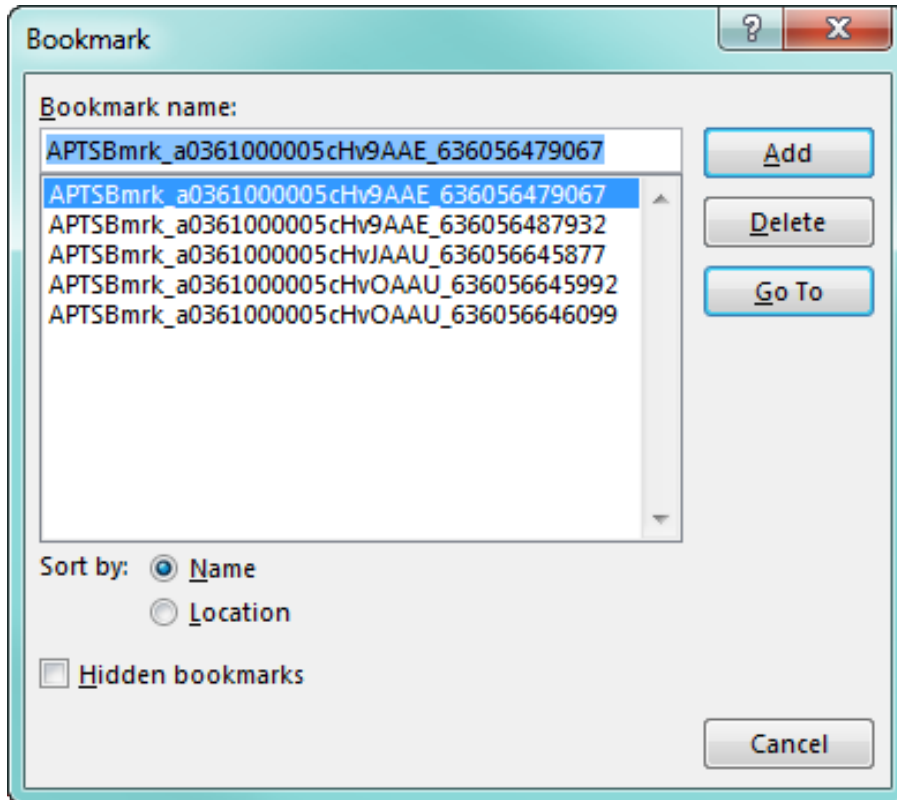 Bookmark
?
X
Bookmark name:
APTSBmrk_a0361000005cHv9AAE_636056479067
Add
APTSBmrk_a0361000005cHv9AAE_636056479067
APTSBmrk_a0361000005cHv9AAE_636056487932
APTSBmrk_a0361000005cHvJAAU_636056645877
APTSBmrk_a0361000005cHvOAAU_636056645992
APTSBmrk_a0361000005cHvOAAU_636056646099
Delete
Go To
Sort by: Name
Location
Hidden bookmarks
Cancel